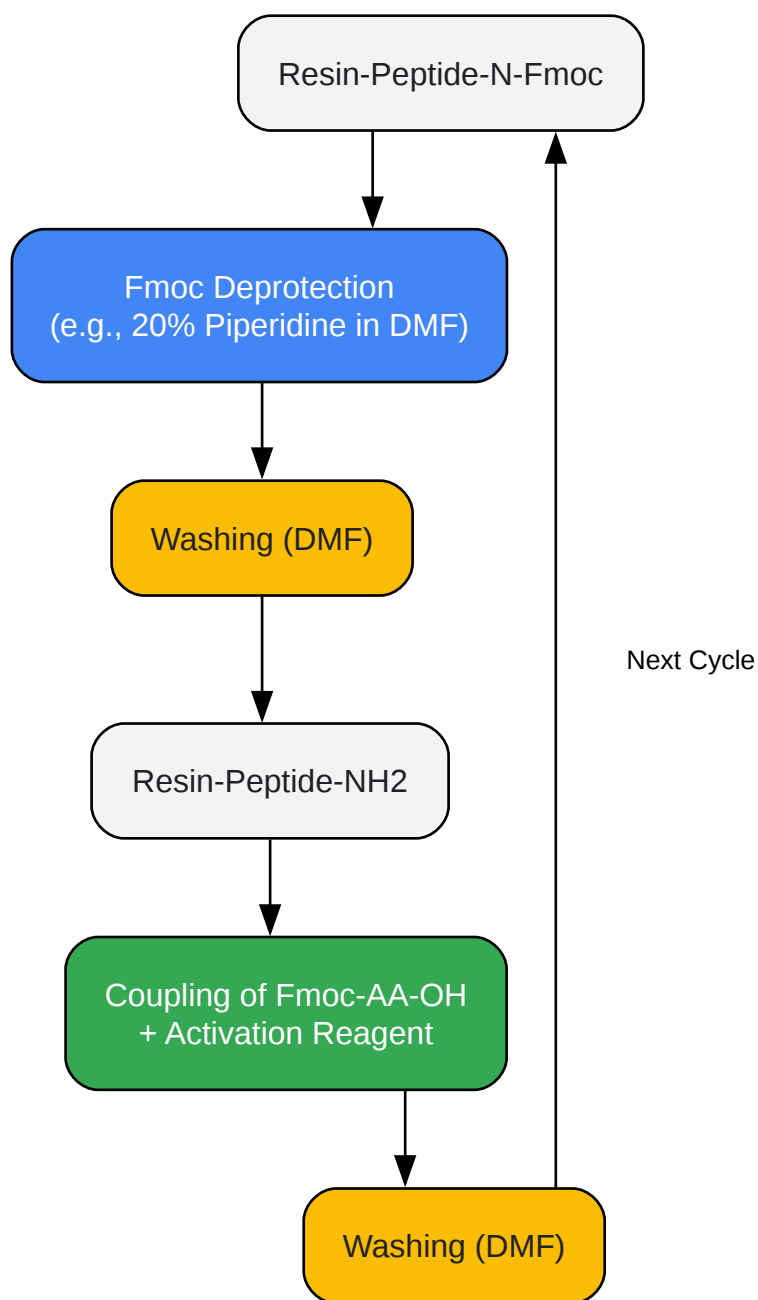 Resin-Peptide-N-Fmoc
Fmoc Deprotection
(e.g., 20% Piperidine in DMF)
Washing (DMF)
Next Cycle
Resin-Peptide-NH2
Coupling of Fmoc-AA-OH
+ Activation Reagent
Washing (DMF)